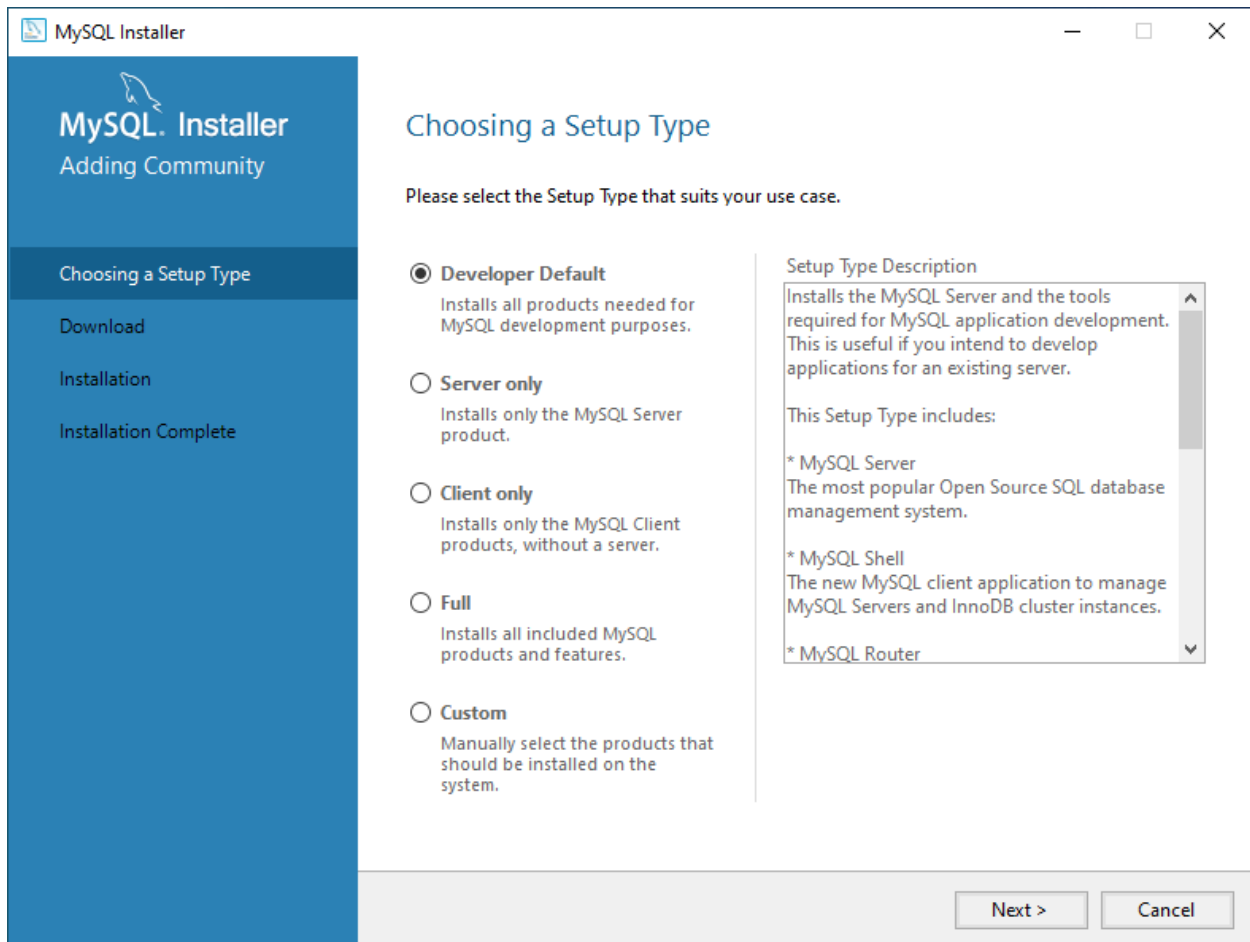 MySQL Installer
MySQL. Installer
Adding Community
Choosing a Setup Type
Download
Installation
Installation Complete
Choosing a Setup Type
Please select the Setup Type that suits your use case.
Developer Default
Installs all products needed for
MySQL development purposes.
Server only
Installs only the MySQL Server
product.
Client only
Installs only the MySQL Client
products, without a server.
Full
Installs all included MySQL
products and features.
Custom
Manually select the products that
should be installed on the
system.
Setup Type Description
Installs the MySQL Server and the tools
required for MySQL application development.
This is useful if you intend to develop
applications for an existing server.
This Setup Type includes:
* MySQL Server
The most popular Open Source SQL database
management system.
* MySQL Shell
The new MySQL client application to manage
MySQL Servers and InnoDB cluster instances.
* MySQL Router
Next >
Cancel